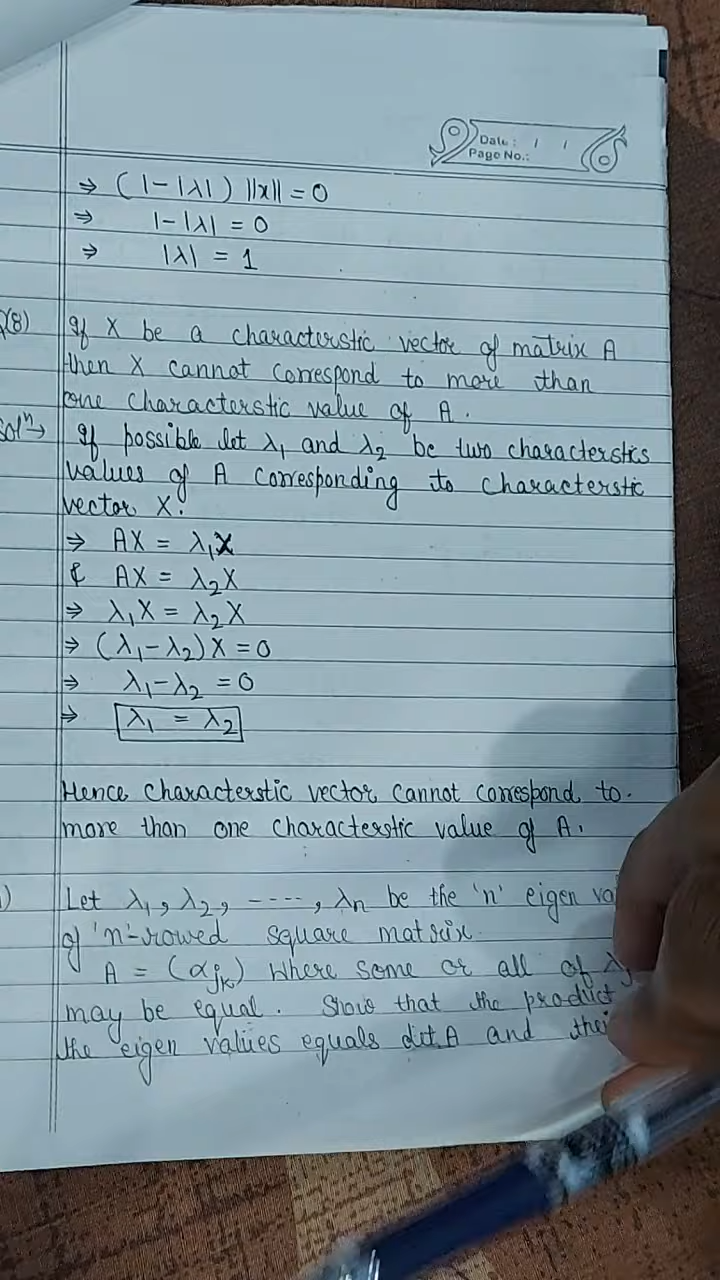 Date: / /
Page No.:
⇒ (1-|λ|) ||x|| = 0
⇒ 1-|λ| = 0
⇒ |λ| = 1
(8) If X be a characterstic vector of matrix A
then X cannot correspond to more than
one characterstic value of A.
Solⁿ→ If possible let λ₁ and λ₂ be two characterstics
values of A corresponding to characterstic
vector X.
⇒ AX = λ₁X
& AX = λ₂X
⇒ λ₁X = λ₂X
⇒ (λ₁-λ₂)X = 0
⇒ λ₁-λ₂ = 0
⇒ λ₁ = λ₂
Hence characterstic vector cannot correspond to
more than one characterstic value of A.
) Let λ₁, λ₂, ----, λn be the 'n' eigen va
of 'n'-rowed square matrix
A = (αjk) where some or all of λj
may be equal. Show that the product
the eigen values equals det A and thei